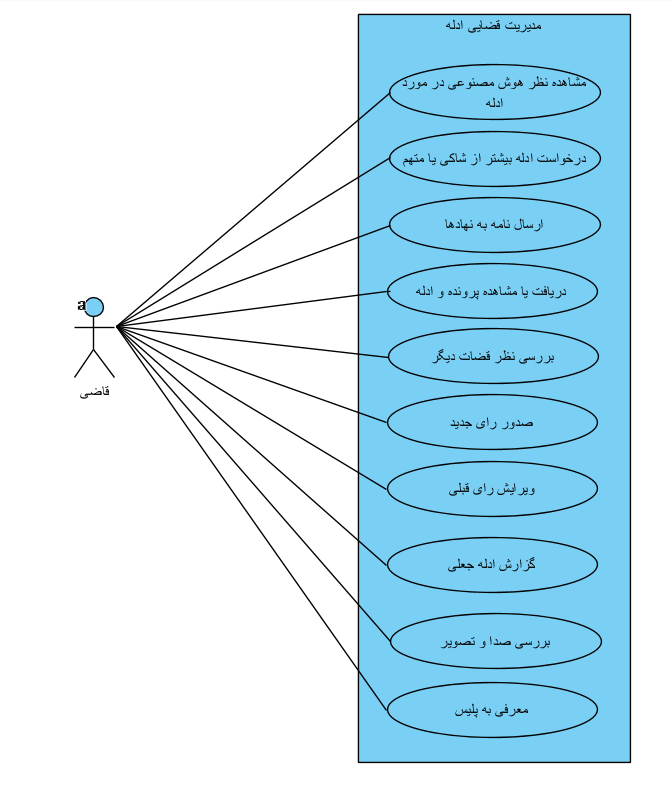 مدیریت قضایی ادله
مشاهده نظر هوش مصنوعی در مورد
ادله
درخواست ادله بیشتر از شاکی یا متهم
ارسال نامه به نهادها
دریافت یا مشاهده پرونده و ادله
بررسی نظر قضات دیگر
صدور رای جدید
ویرایش رای قبلی
گزارش ادله جعلی
بررسی صدا و تصویر
معرفی به پلیس
a
قاضی